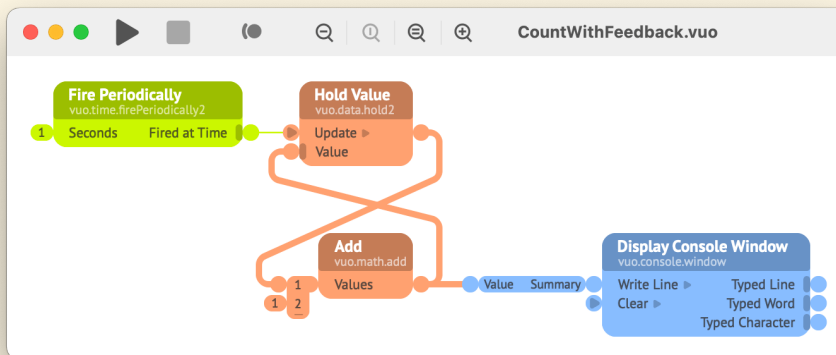 CountWithFeedback.vuo
Fire Periodically
vuo.time.firePeriodically2
1 Seconds Fired at Time
Hold Value
vuo.data.hold2
Update
Value
Add
vuo.math.add
1 Values
1 2
Value Summary
Display Console Window
vuo.console.window
Write Line Typed Line
Clear Typed Word
Typed Character